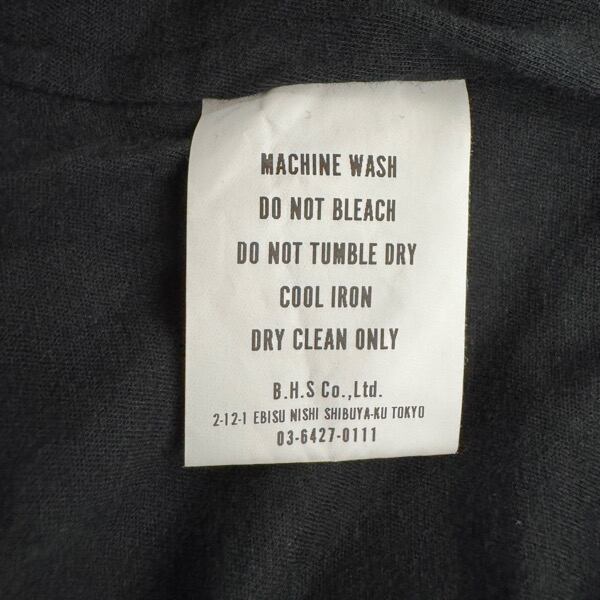 MACHINE WASH
DO NOT BLEACH
DO NOT TUMBLE DRY
COOL IRON
DRY CLEAN ONLY
B.H.S Co.,Ltd.
2-12-1 EBISU NISHI SHIBUYA-KU TOKYO
03-6427-0111